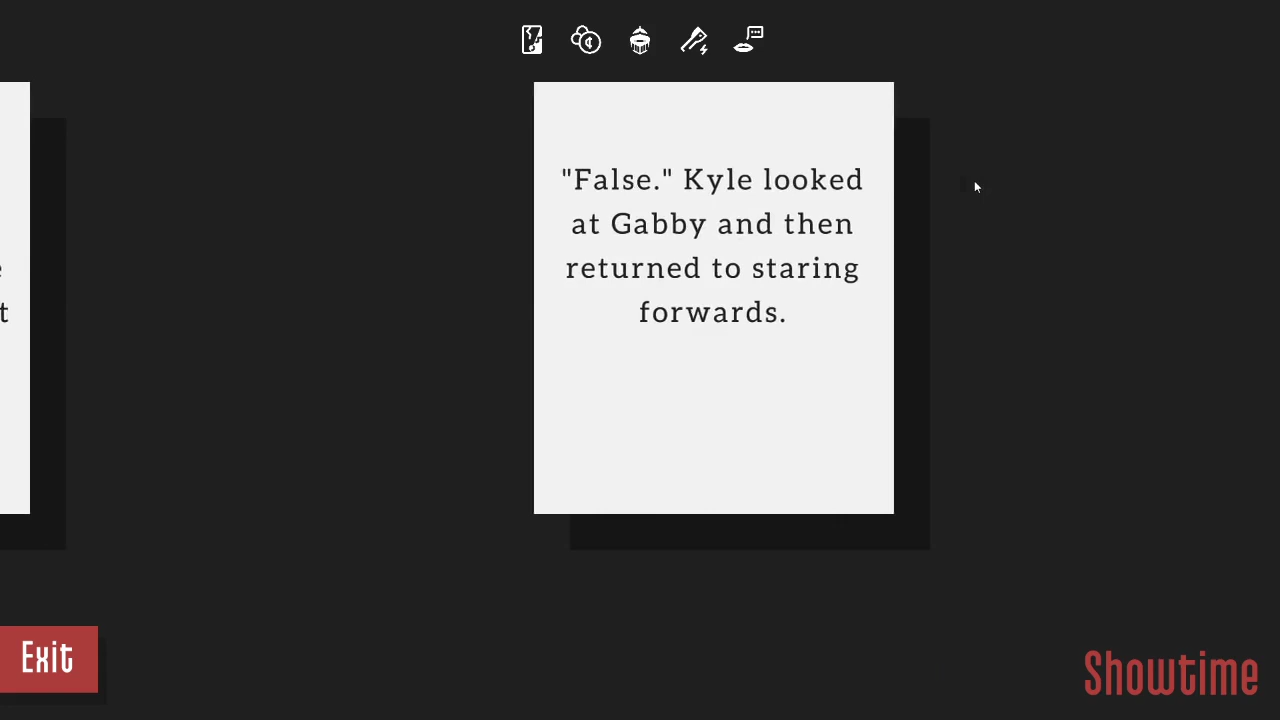 "False." Kyle looked
at Gabby and then
returned to staring
forwards.
Exit
Showtime